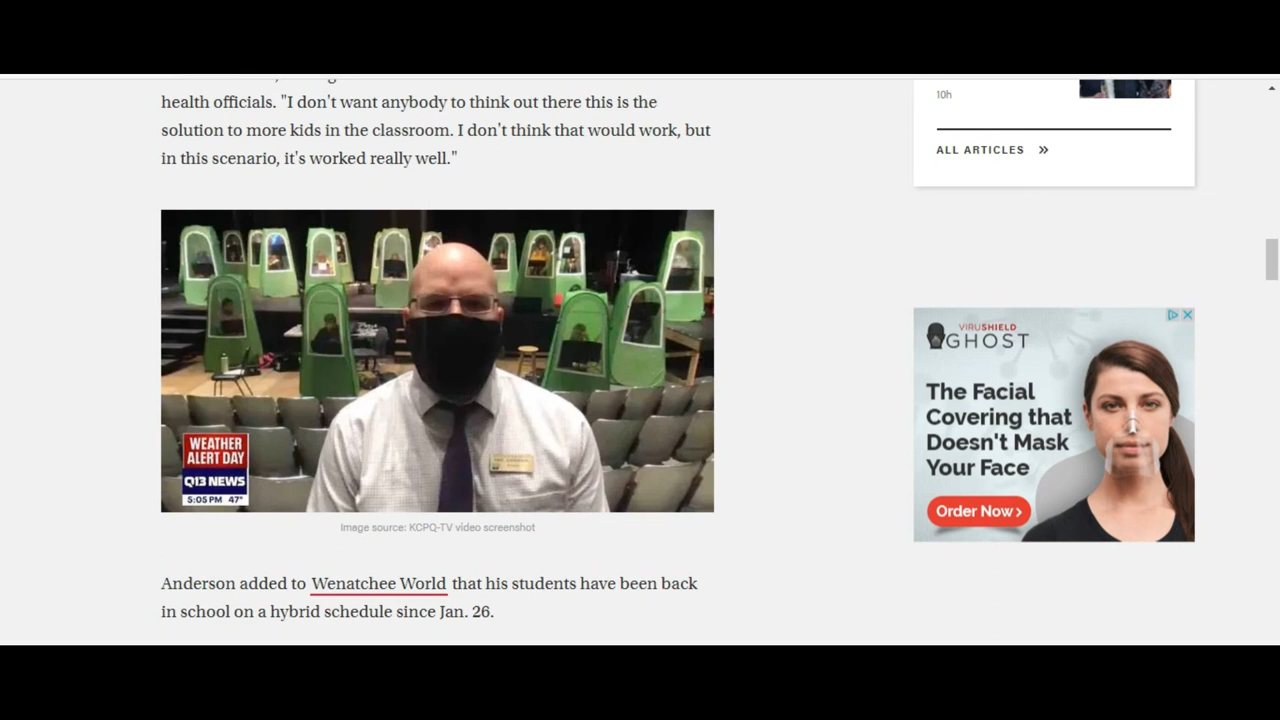 health officials. "I don't want anybody to think out there this is the
solution to more kids in the classroom. I don't think that would work, but
in this scenario, it's worked really well."
10h
ALL ARTICLES »
WEATHER
ALERT DAY
Q13 NEWS
5:05 PM 47°
Image source: KCPQ-TV video screenshot
Anderson added to Wenatchee World that his students have been back
in school on a hybrid schedule since Jan. 26.
VIRUSHIELD
GHOST
The Facial
Covering that
Doesn't Mask
Your Face
Order Now >